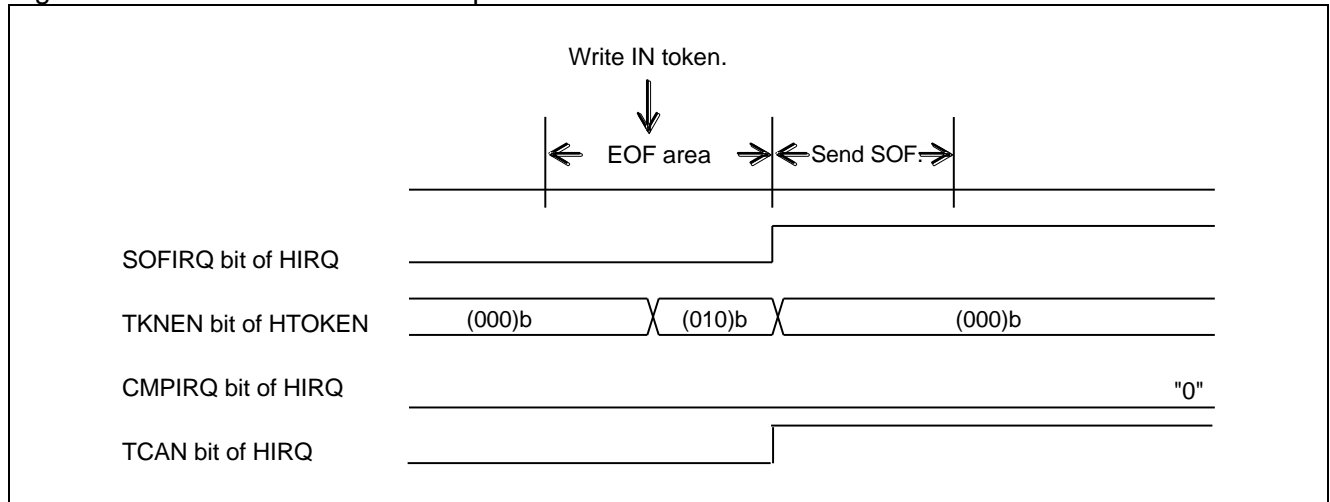 Write IN token.
EOF area
Send SOF.
SOFIRQ bit of HIRQ
TKNEN bit of HTOKEN (000)b (010)b (000)b
CMPIRQ bit of HIRQ "0"
TCAN bit of HIRQ